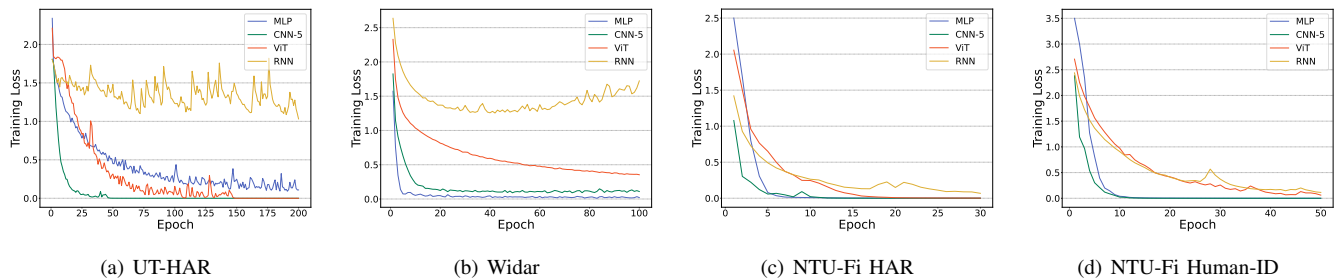 MLP
CNN-5
ViT
RNN
Training Loss
2.0
1.5
1.0
0.5
0.0
0 25 50 75 100 125 150 175 200
Epoch
(a) UT-HAR
MLP
CNN-5
ViT
RNN
Training Loss
2.5
2.0
1.5
1.0
0.5
0.0
0 20 40 60 80 100
Epoch
(b) Widar
MLP
CNN-5
ViT
RNN
Training Loss
2.5
2.0
1.5
1.0
0.5
0.0
0 5 10 15 20 25 30
Epoch
(c) NTU-Fi HAR
MLP
CNN-5
ViT
RNN
Training Loss
3.5
3.0
2.5
2.0
1.5
1.0
0.5
0.0
0 10 20 30 40 50
Epoch
(d) NTU-Fi Human-ID